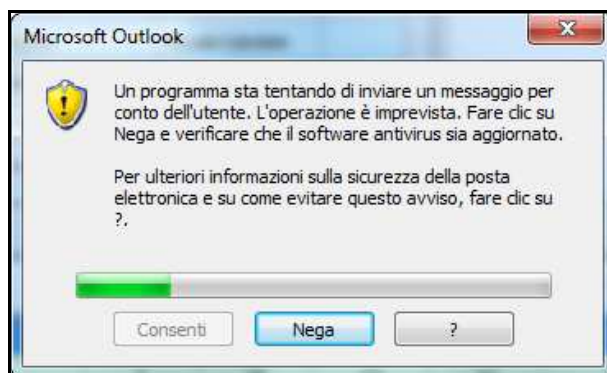 Microsoft Outlook
Un programma sta tentando di inviare un messaggio per
conto dell'utente. L'operazione è imprevista. Fare clic su
Nega e verificare che il software antivirus sia aggiornato.
Per ulteriori informazioni sulla sicurezza della posta
elettronica e su come evitare questo avviso, fare clic su
?.
Consenti Nega ?